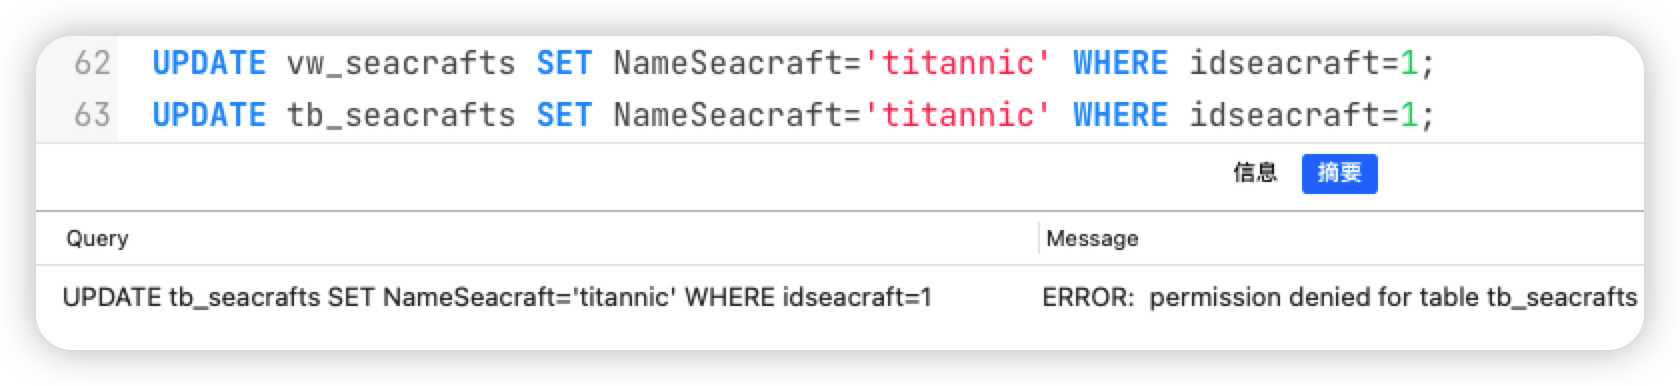 62 UPDATE vw_seacrafts SET NameSeacraft='titannic' WHERE idseacraft=1;
63 UPDATE tb_seacrafts SET NameSeacraft='titannic' WHERE idseacraft=1;
信息 摘要
Query Message
UPDATE tb_seacrafts SET NameSeacraft='titannic' WHERE idseacraft=1 ERROR: permission denied for table tb_seacrafts